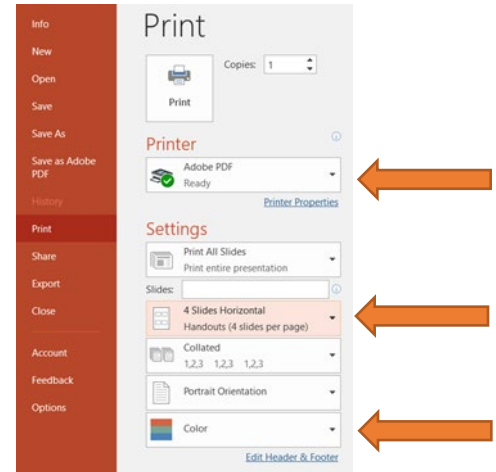 Info
New
Open
Save
Save As
Save as Adobe
PDF
History
Print
Share
Export
Close
Account
Feedback
Options
Print
Copies: 1
Print
Printer
Adobe PDF
Ready
Printer Properties
Settings
Print All Slides
Print entire presentation
Slides:
4 Slides Horizontal
Handouts (4 slides per page)
Collated
1,2,3 1,2,3 1,2,3
Portrait Orientation
Color
Edit Header & Footer